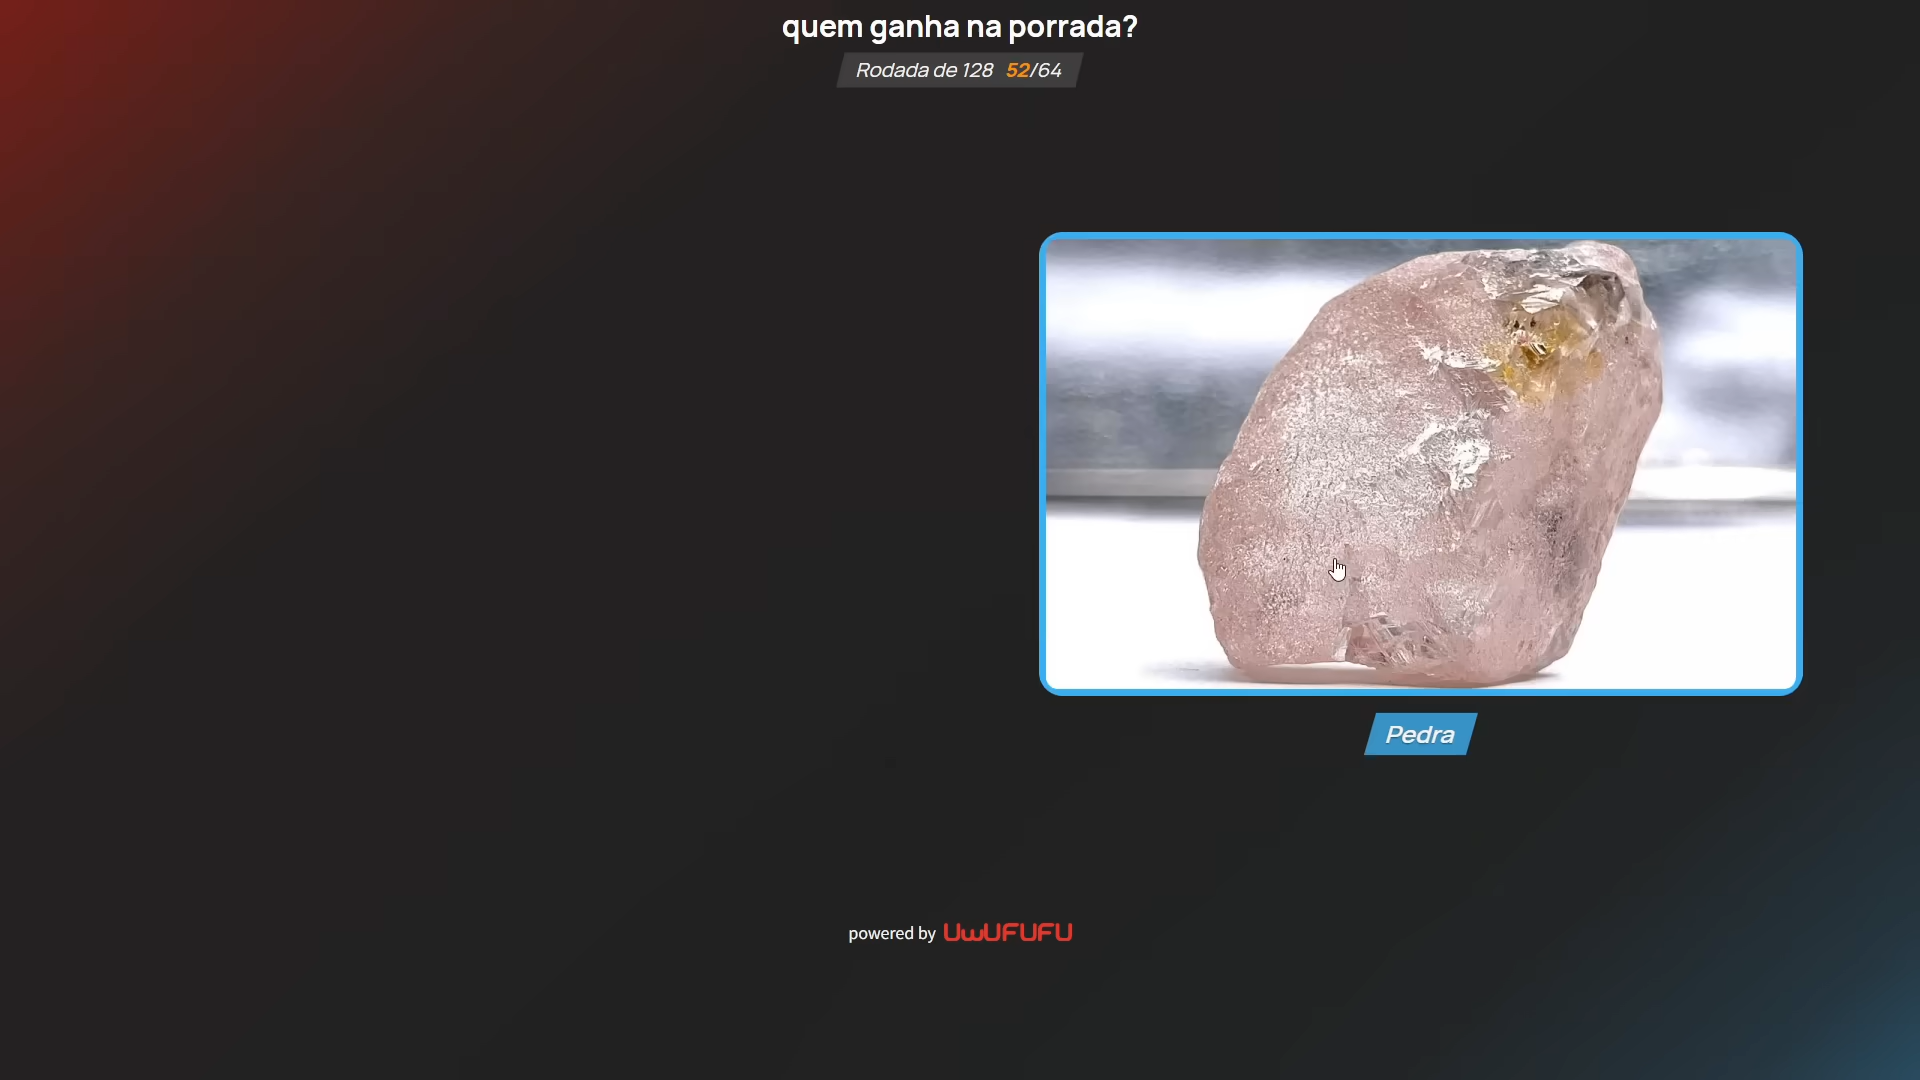 quem ganha na porrada?
Rodada de 128 52/64
Pedra
powered by UwUFUFU